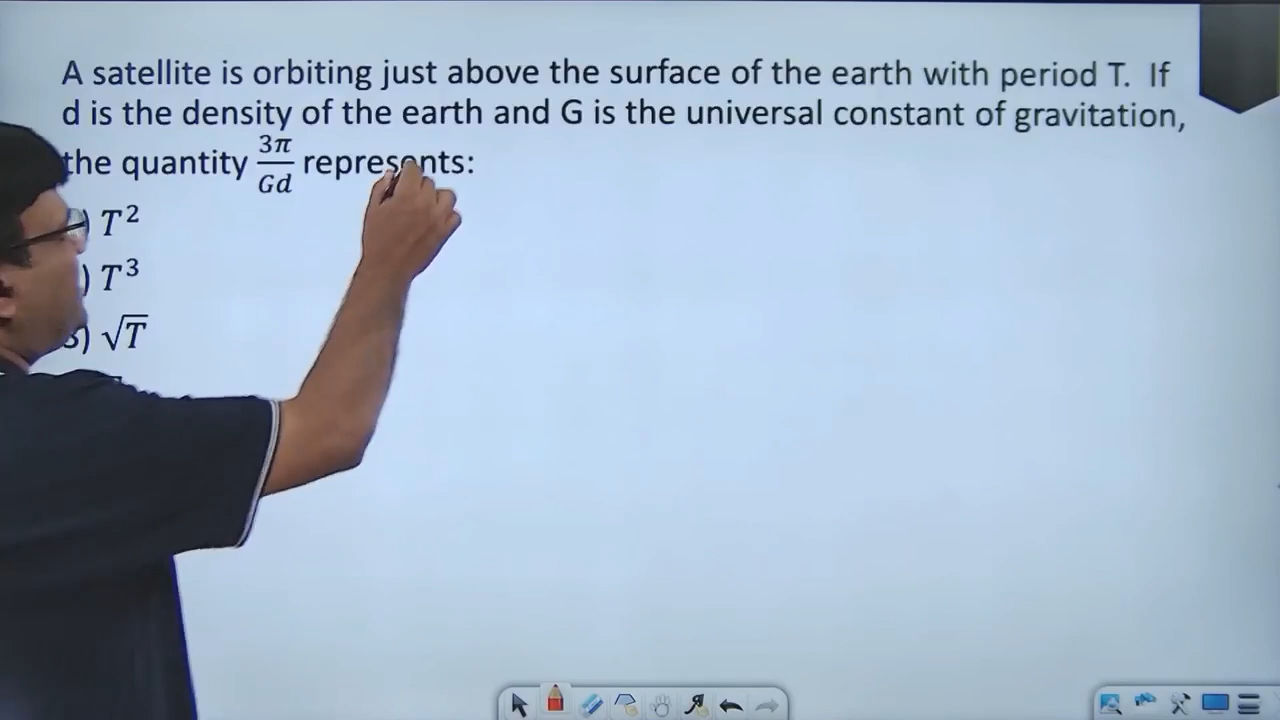 A satellite is orbiting just above the surface of the earth with period T. If
d is the density of the earth and G is the universal constant of gravitation,
the quantity 3π/Gd represents:
) T²
) T³
3) √T